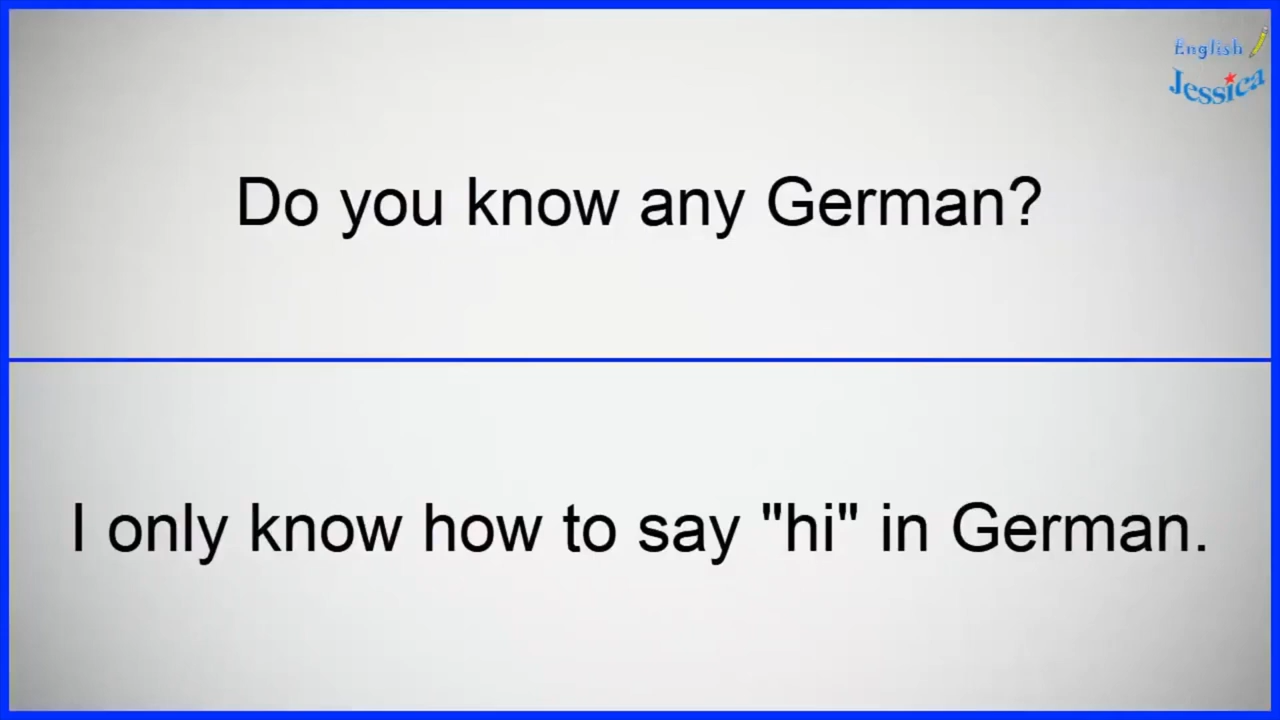 English
Jessica
Do you know any German?
I only know how to say "hi" in German.